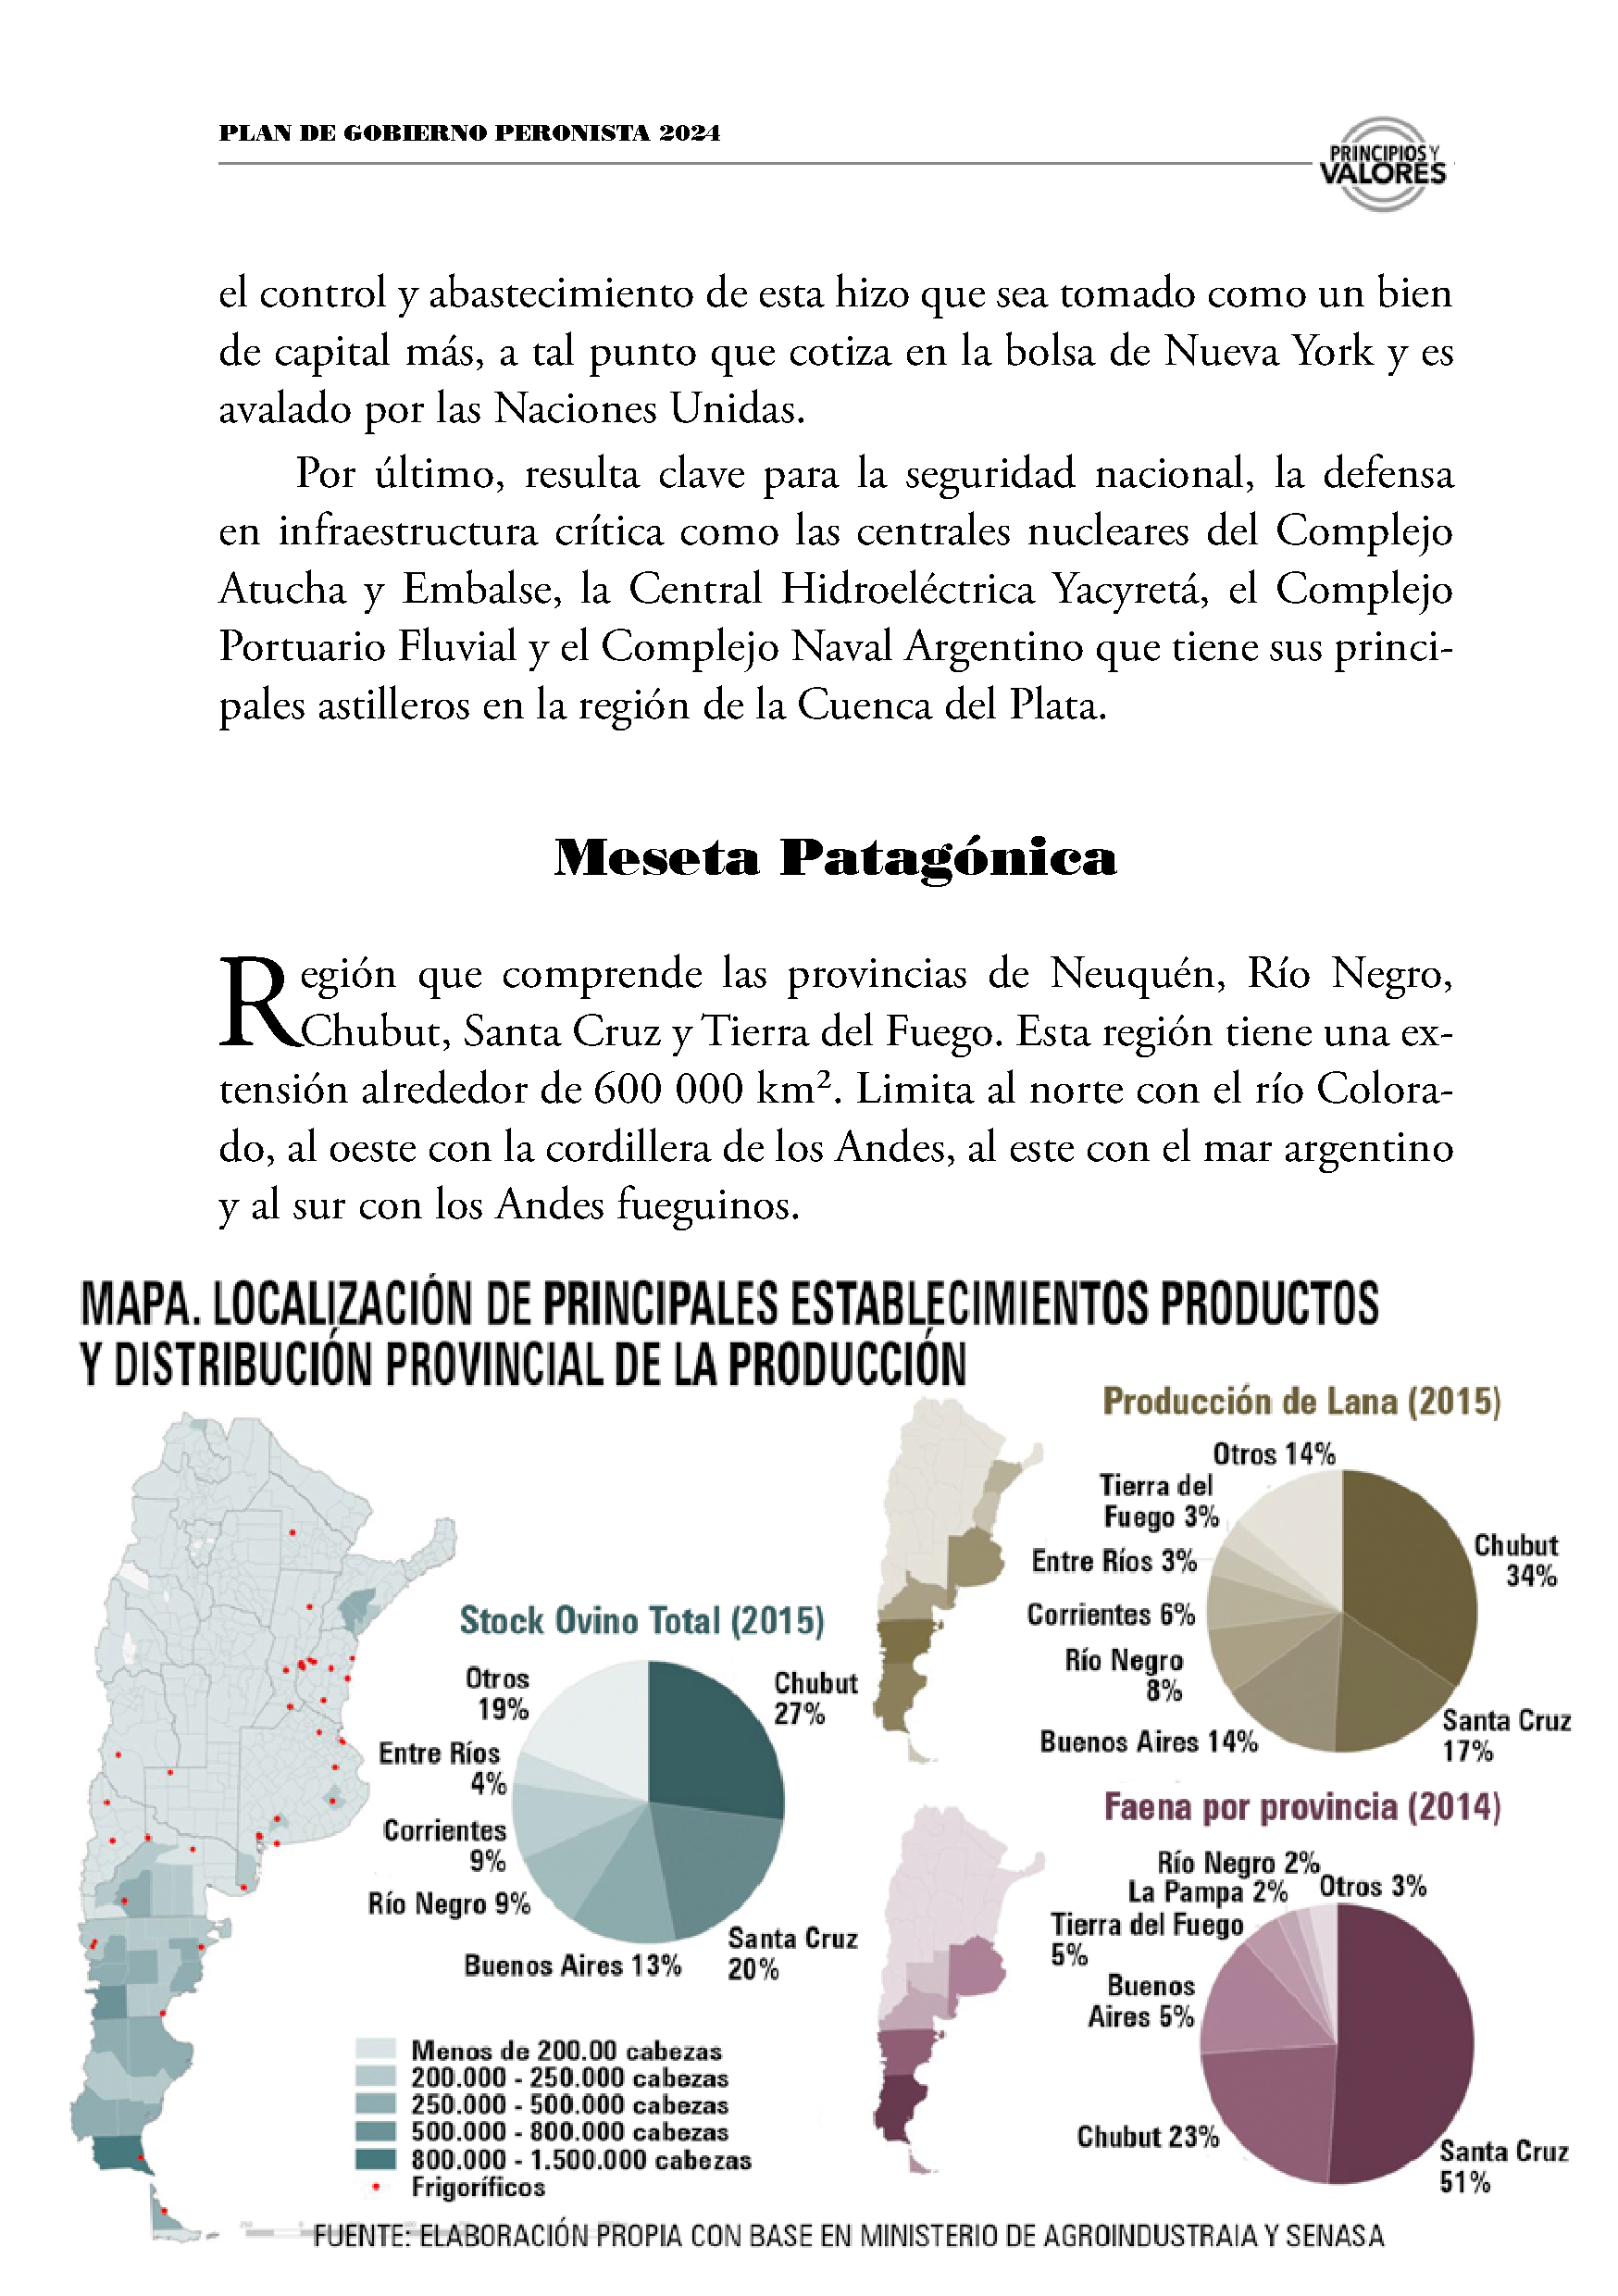 PLAN DE GOBIERNO PERONISTA 2024
PRINCIPIOS Y
VALORES
el control y abastecimiento de esta hizo que sea tomado como un bien
de capital más, a tal punto que cotiza en la bolsa de Nueva York y es
avalado por las Naciones Unidas.
Por último, resulta clave para la seguridad nacional, la defensa
en infraestructura crítica como las centrales nucleares del Complejo
Atucha y Embalse, la Central Hidroeléctrica Yacyretá, el Complejo
Portuario Fluvial y el Complejo Naval Argentino que tiene sus princi-
pales astilleros en la región de la Cuenca del Plata.
Meseta Patagónica
Región que comprende las provincias de Neuquén, Río Negro,
Chubut, Santa Cruz y Tierra del Fuego. Esta región tiene una ex-
tensión alrededor de 600 000 km². Limita al norte con el río Colora-
do, al oeste con la cordillera de los Andes, al este con el mar argentino
y al sur con los Andes fueguinos.
MAPA. LOCALIZACIÓN DE PRINCIPALES ESTABLECIMIENTOS PRODUCTOS
Y DISTRIBUCIÓN PROVINCIAL DE LA PRODUCCIÓN
Stock Ovino Total (2015)
Otros
19%
Chubut
27%
Entre Ríos
4%
Corrientes
9%
Río Negro 9%
Buenos Aires 13%
Santa Cruz
20%
Menos de 200.00 cabezas
200.000 - 250.000 cabezas
250.000 - 500.000 cabezas
500.000 - 800.000 cabezas
800.000 - 1.500.000 cabezas
Frigoríficos
Producción de Lana (2015)
Otros 14%
Tierra del
Fuego 3%
Entre Ríos 3%
Corrientes 6%
Río Negro
8%
Buenos Aires 14%
Chubut
34%
Santa Cruz
17%
Faena por provincia (2014)
Río Negro 2%
La Pampa 2%
Otros 3%
Tierra del Fuego
5%
Buenos
Aires 5%
Chubut 23%
Santa Cruz
51%
FUENTE: ELABORACIÓN PROPIA CON BASE EN MINISTERIO DE AGROINDUSTRAIA Y SENASA